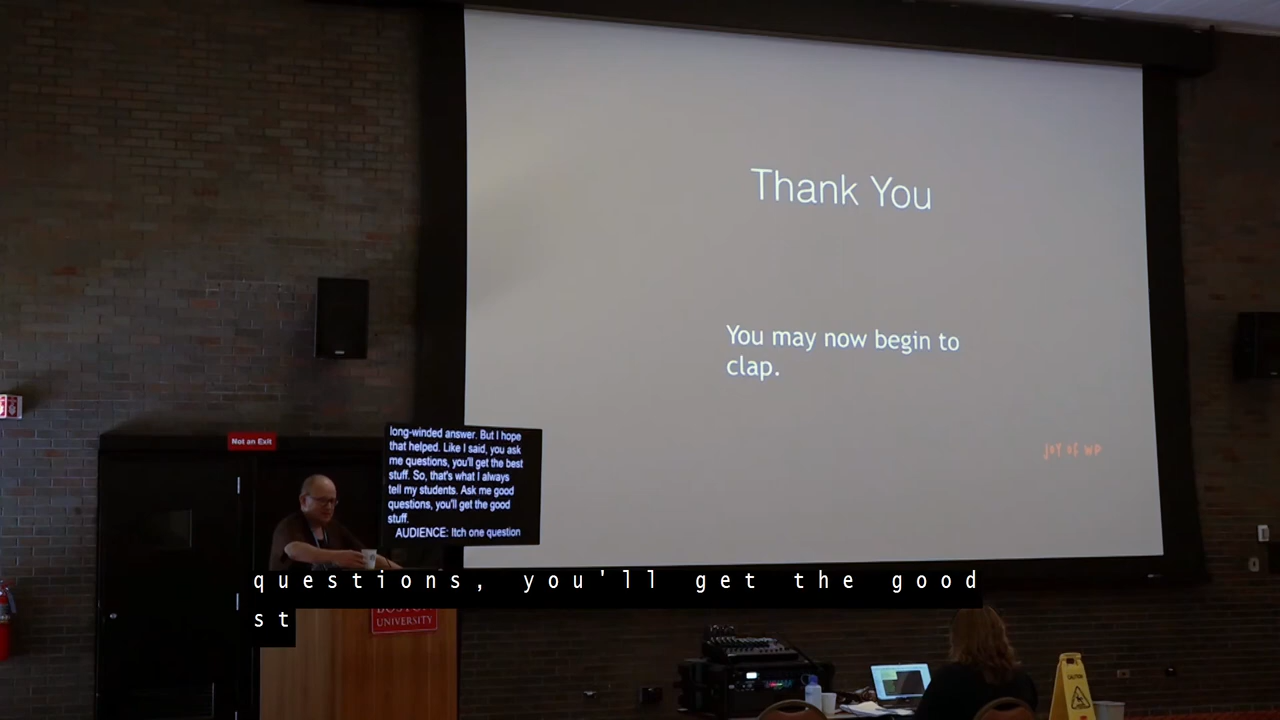 Thank You
You may now begin to
clap.
JOY OF WP
Not an Exit
long-winded answer. But I hope
that helped. Like I said, you ask
me questions, you'll get the best
stuff. So, that's what I always
tell my students. Ask me good
questions, you'll get the good
stuff.
AUDIENCE: Itch one question
questions, you'll get the good
st
BOSTON
UNIVERSITY
CAUTION